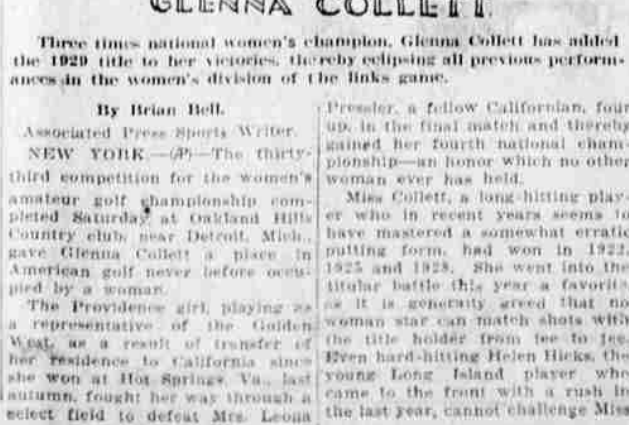 GLENNA COLLETT.
Three times national women's champion, Glenna Collett has added
the 1929 title to her victories, thereby eclipsing all previous perform-
ances in the women's division of the links game.
By Brian Bell.
Associated Press Sports Writer.
NEW YORK.—(AP)—The thirty-
third competition for the women's
amateur golf championship com-
pleted Saturday at Oakland Hills
Country club, near Detroit, Mich.,
gave Glenna Collett a place in
American golf never before occu-
pied by a woman.
The Providence girl, playing as
a representative of the Golden
West, as a result of transfer of
her residence to California since
she won at Hot Springs, Va., last
autumn, fought her way through a
select field to defeat Mrs. Leona
Pressler, a fellow Californian, four
up, in the final match and thereby
gained her fourth national cham-
pionship—an honor which no other
woman ever has held.
Miss Collett, a long-hitting play-
er who in recent years seems to
have mastered a somewhat erratic
putting form, had won in 1922,
1925 and 1928. She went into the
titular battle this year a favorite
as it is generally greed that no
woman star can match shots with
the title holder from tee to tee.
Even hard-hitting Helen Hicks, the
young Long Island player who
came to the front with a rush in
the last year, cannot challenge Miss